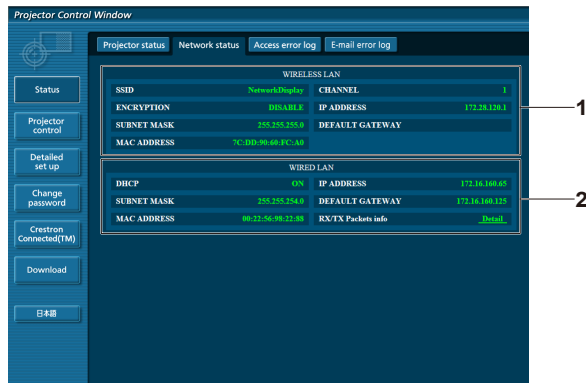 Projector Control Window
Projector status Network status Access error log E-mail error log
Status
Projector
control
Detailed
set up
Change
password
Crestron
Connected(TM)
Download
日本語
WIRELESS LAN
SSID NetworkDisplay CHANNEL 1
ENCRYPTION DISABLE IP ADDRESS 172.28.120.1
SUBNET MASK 255.255.255.0 DEFAULT GATEWAY
MAC ADDRESS 7C:DD:90:60:FC:A0
1
WIRED LAN
DHCP ON IP ADDRESS 172.16.160.65
SUBNET MASK 255.255.254.0 DEFAULT GATEWAY 172.16.160.125
MAC ADDRESS 00:22:56:98:22:88 RX/TX Packets info Detail
2